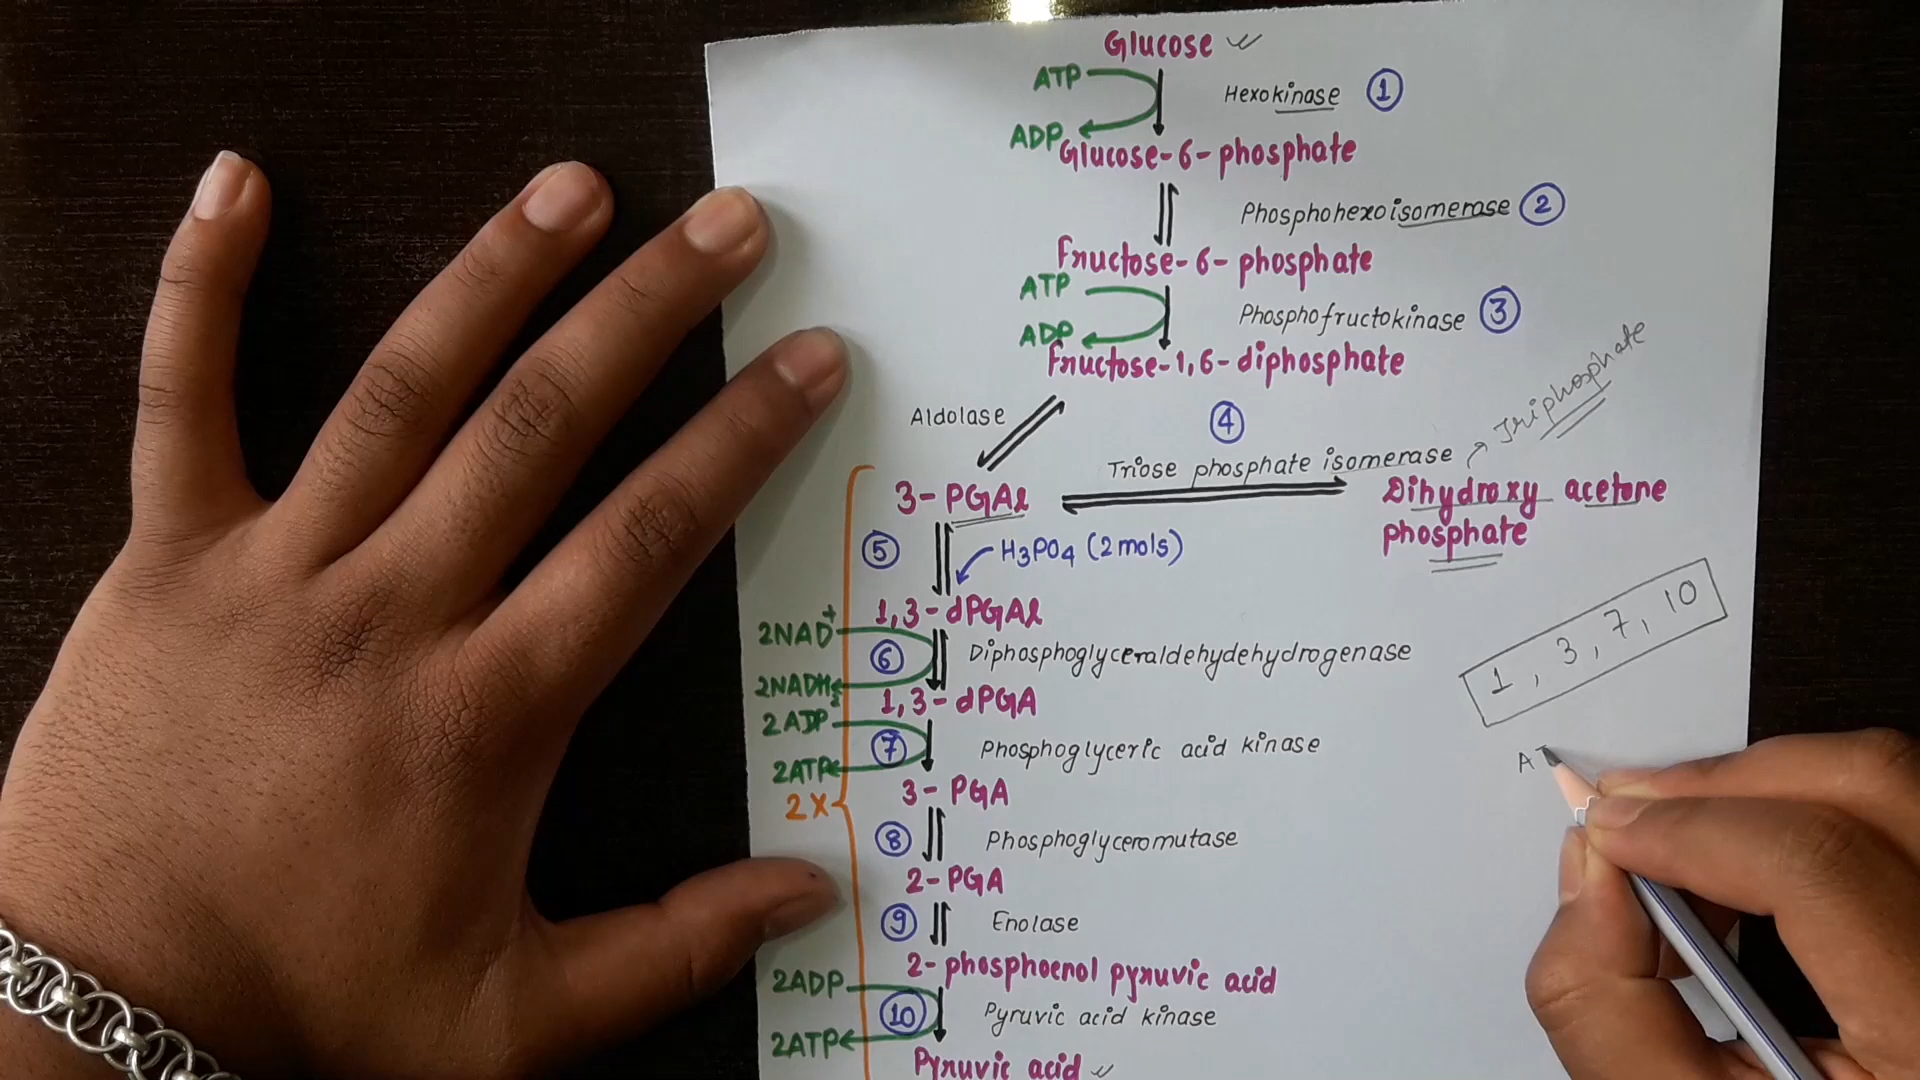 Glucose
ATP
Hexokinase 1
ADP
Glucose-6-phosphate
Phosphohexoisomerase 2
Fructose-6-phosphate
ATP
Phosphofructokinase 3
ADP
Fructose-1,6-diphosphate
Triphosphate
Aldolase
4
Triose phosphate isomerase
3-PGAl
Dihydroxy acetone
phosphate
5
H3PO4 (2mols)
1, 3, 7, 10
1,3-dPGAl
2NAD+
6
Diphosphoglyceraldehydehydrogenase
2NADH2
1,3-dPGA
2ADP
7
Phosphoglyceric acid kinase
AT
2ATP
3-PGA
2X
8
Phosphoglyceromutase
2-PGA
9
Enolase
2-phosphoenol pyruvic acid
2ADP
10
Pyruvic acid kinase
2ATP
Pyruvic acid